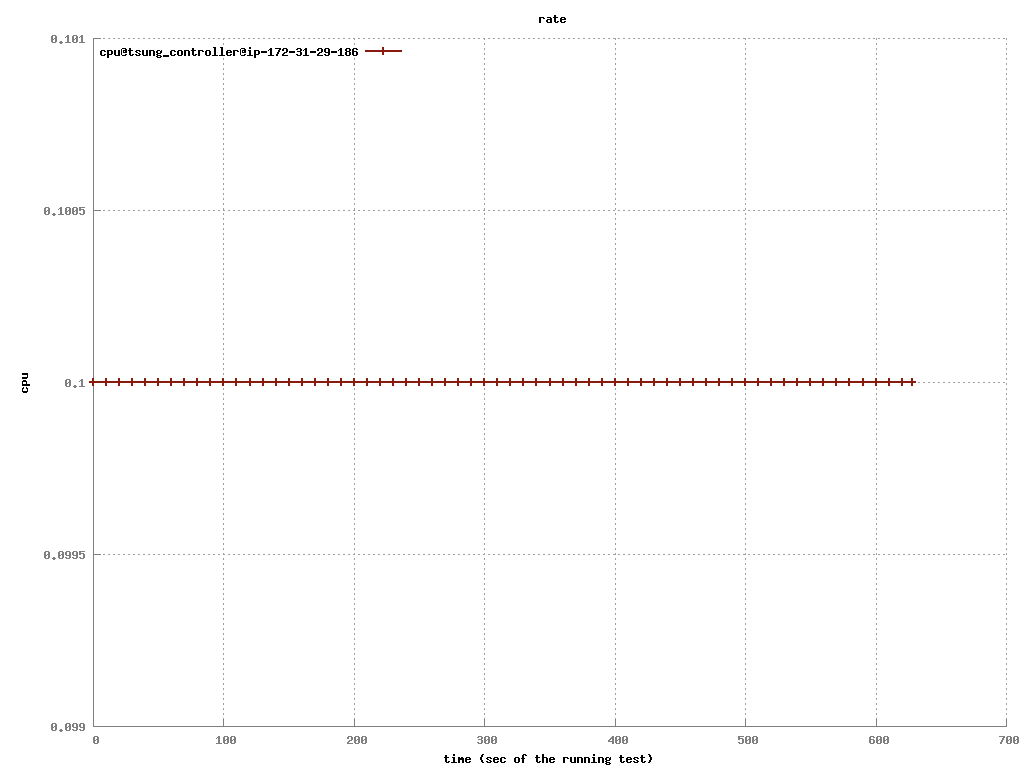 rate
0.101
cpu@tsung_controller@ip-172-31-29-186
0.1005
cpu
0.1
0.0995
0.099
0 100 200 300 400 500 600 700
time (sec of the running test)